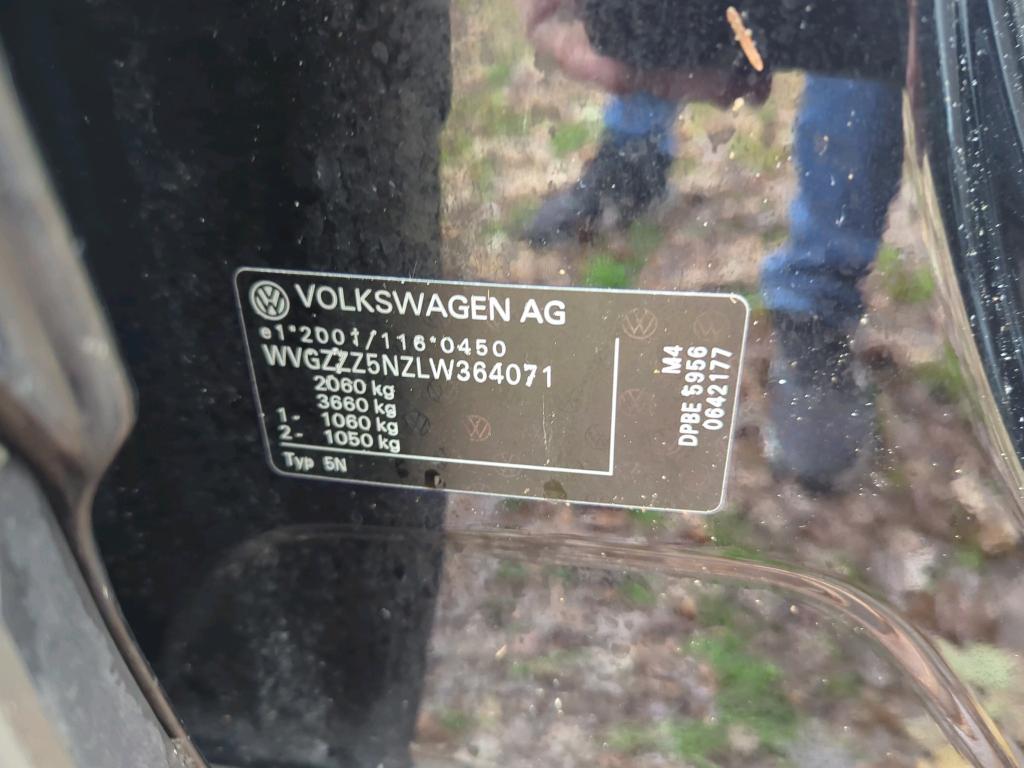 VOLKSWAGEN AG
e1*2001/116*0450
WVGZZZ5NZLW364071
2060 kg
3660 kg
1- 1060 kg
2- 1050 kg
Typ 5N
M4
DPBE 5956
0642177